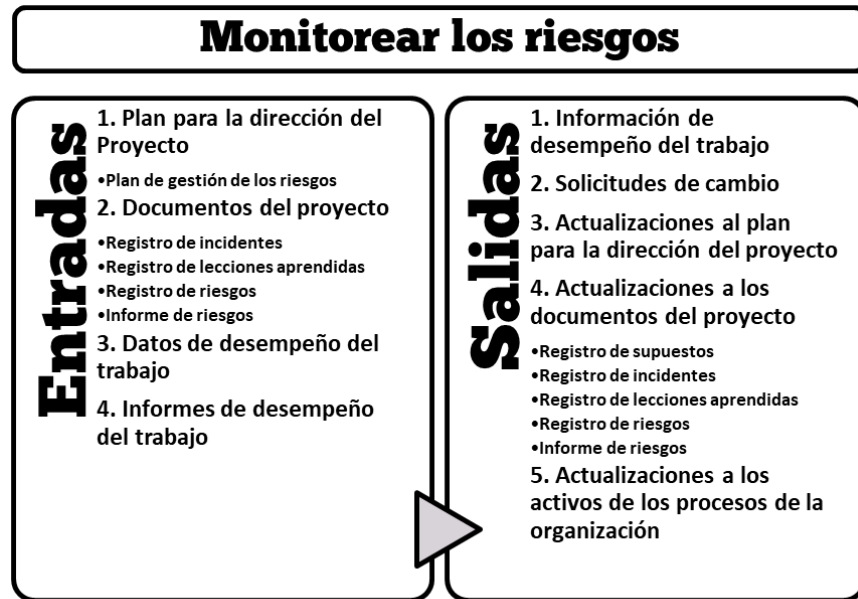 Monitorear los riesgos
Entradas
1. Plan para la dirección del
Proyecto
•Plan de gestión de los riesgos
2. Documentos del proyecto
•Registro de incidentes
•Registro de lecciones aprendidas
•Registro de riesgos
•Informe de riesgos
3. Datos de desempeño del
trabajo
4. Informes de desempeño
del trabajo
Salidas
1. Información de
desempeño del trabajo
2. Solicitudes de cambio
3. Actualizaciones al plan
para la dirección del proyecto
4. Actualizaciones a los
documentos del proyecto
•Registro de supuestos
•Registro de incidentes
•Registro de lecciones aprendidas
•Registro de riesgos
•Informe de riesgos
5. Actualizaciones a los
activos de los procesos de la
organización